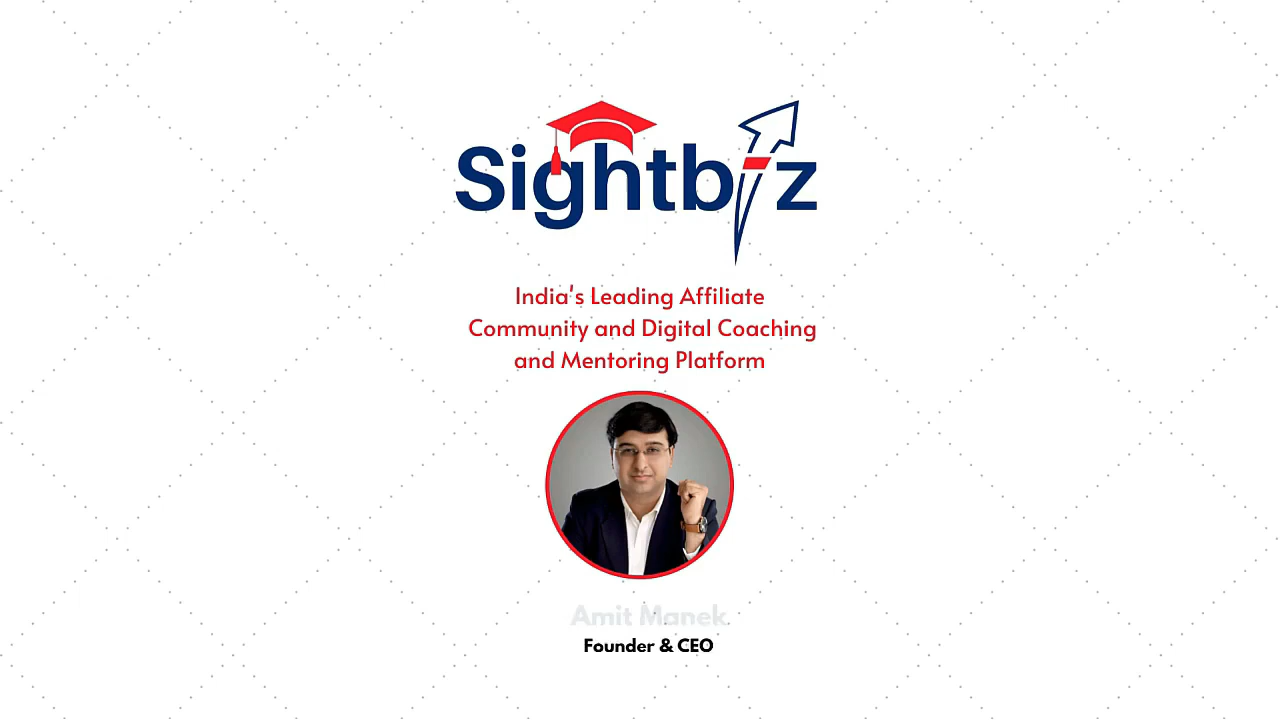 Sightbiz
India's Leading Affiliate
Community and Digital Coaching
and Mentoring Platform
Amit Manek
Founder & CEO